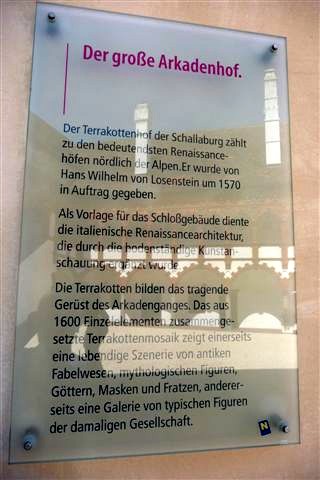 Der große Arkadenhof.
Der Terrakottenhof der Schallaburg zählt
zu den bedeutendsten Renaissance-
höfen nördlich der Alpen.Er wurde von
Hans Wilhelm von Losenstein um 1570
in Auftrag gegeben.
Als Vorlage für das Schloßgebäude diente
die italienische Renaissancearchitektur,
die durch die bodenständige Kunstan-
schauung ergänzt wurde.
Die Terrakotten bilden das tragende
Gerüst des Arkadenganges. Das aus
1600 Einzelelementen zusammenge-
setzte Terrakottenmosaik zeigt einerseits
eine lebendige Szenerie von antiken
Fabelwesen, mythologischen Figuren,
Göttern, Masken und Fratzen, anderer-
seits eine Galerie von typischen Figuren
der damaligen Gesellschaft.
N